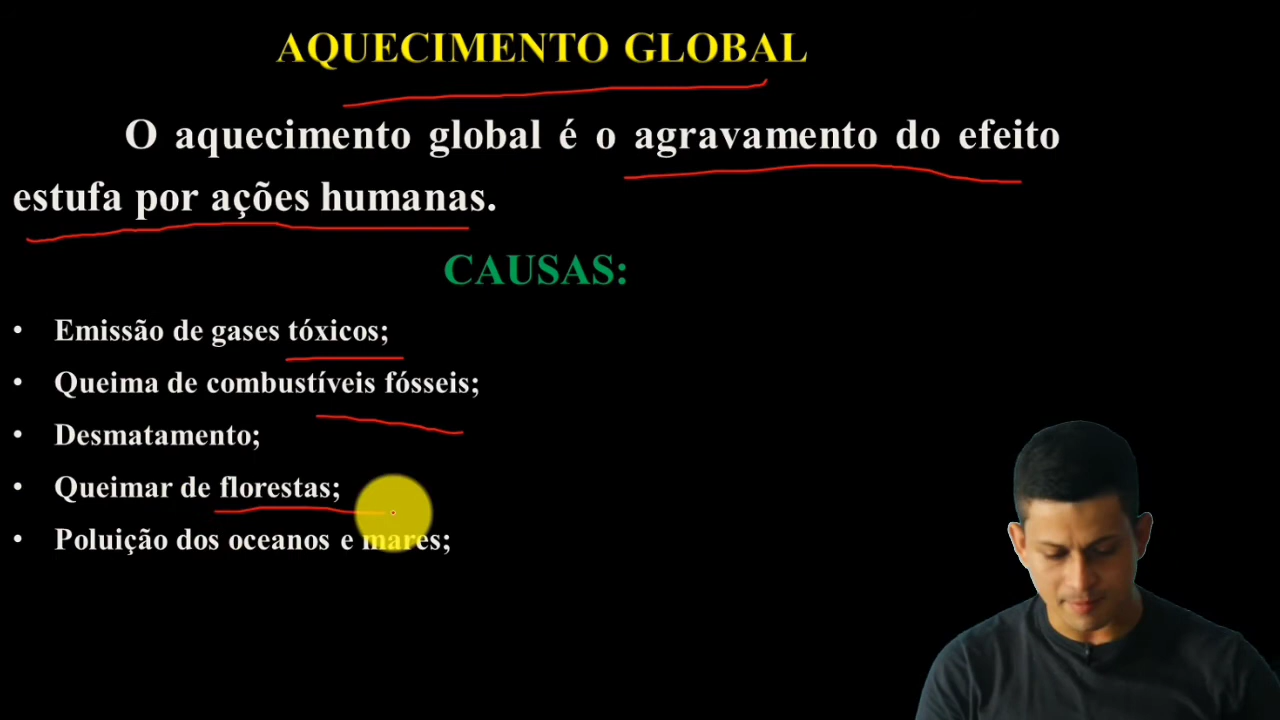 AQUECIMENTO GLOBAL
O aquecimento global é o agravamento do efeito
estufa por ações humanas.
CAUSAS:
• Emissão de gases tóxicos;
• Queima de combustíveis fósseis;
• Desmatamento;
• Queimar de florestas;
• Poluição dos oceanos e mares;